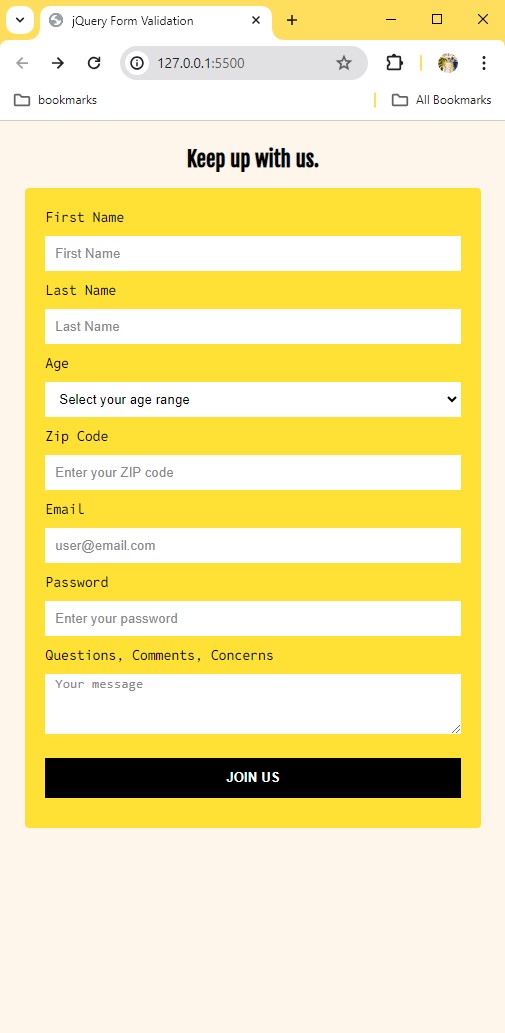 jQuery Form Validation
127.0.0.1:5500
bookmarks
All Bookmarks
Keep up with us.
First Name
First Name
Last Name
Last Name
Age
Select your age range
Zip Code
Enter your ZIP code
Email
user@email.com
Password
Enter your password
Questions, Comments, Concerns
Your message
JOIN US